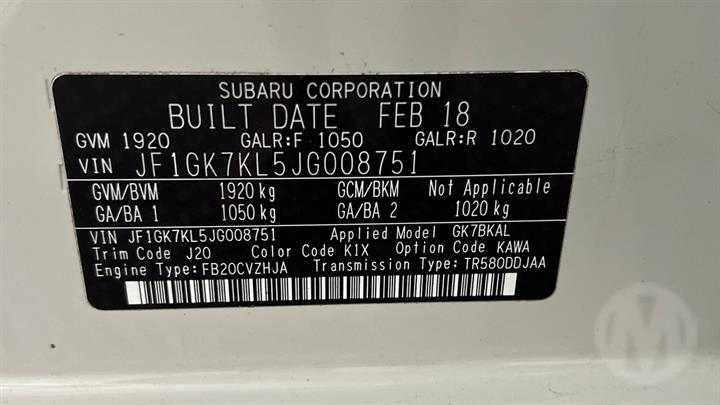 SUBARU CORPORATION
BUILT DATE FEB 18
GVM 1920 GALR:F 1050 GALR:R 1020
VIN JF1GK7KL5JG008751
GVM/BVM 1920 kg GCM/BKM Not Applicable
GA/BA 1 1050 kg GA/BA 2 1020 kg
VIN JF1GK7KL5JG008751 Applied Model GK7BKAL
Trim Code J20 Color Code K1X Option Code KAWA
Engine Type:FB20CVZHJA Transmission Type:TR580DDJAA
M